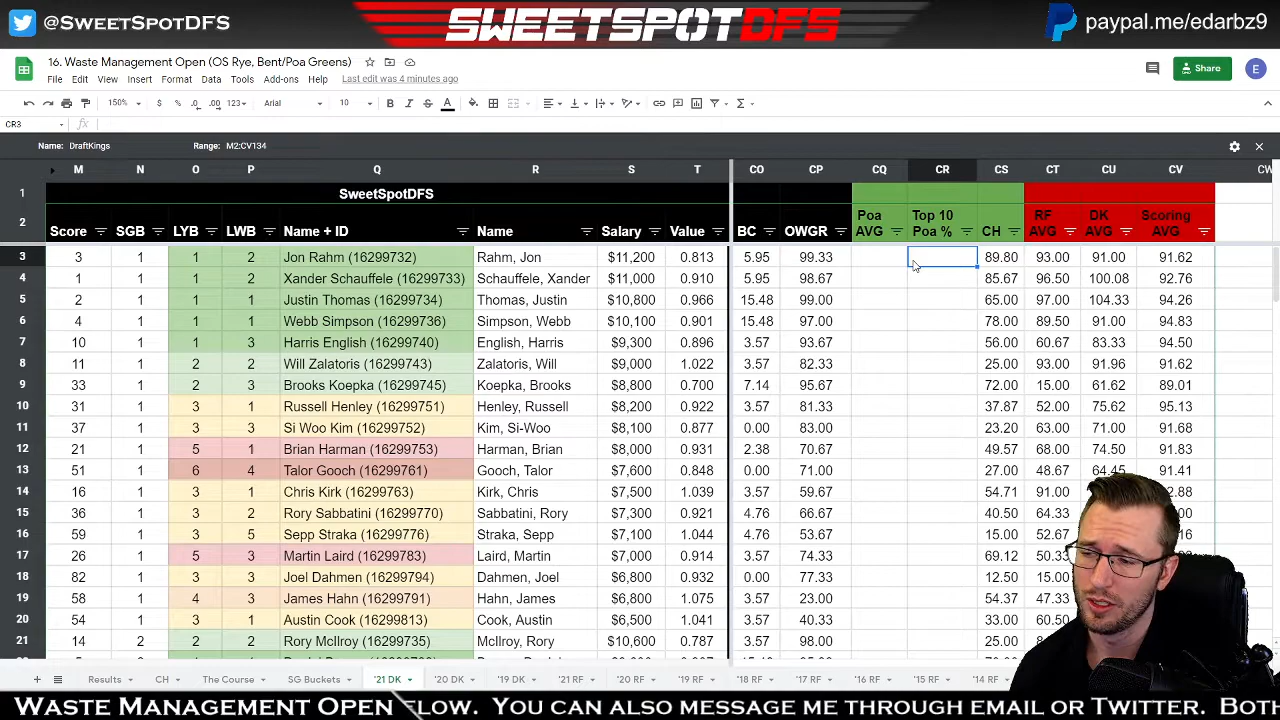 @SweetSpotDFS
SWEETSPOTDFS
paypal.me/edarbz9
16. Waste Management Open (OS Rye, Bent/Poa Greens)
File Edit View Insert Format Data Tools Add-ons Help Last edit was 4 minutes ago
Share
E
150% $ % .0 .00 123 Arial 10 B I S A
CR3 fx
Name: DraftKings Range: M2:CV134
M N O P Q R S T CO CP CQ CR CS CT CU CV CW
1 SweetSpotDFS
2 Score SGB LYB LWB Name + ID Name Salary Value BC OWGR Poa AVG Top 10 Poa % CH RF AVG DK AVG Scoring AVG
3 3 1 1 2 Jon Rahm (16299732) Rahm, Jon $11,200 0.813 5.95 99.33 89.80 93.00 91.00 91.62
4 1 1 1 2 Xander Schauffele (16299733) Schauffele, Xander $11,000 0.910 5.95 98.67 85.67 96.50 100.08 92.76
5 2 1 1 1 Justin Thomas (16299734) Thomas, Justin $10,800 0.966 15.48 99.00 65.00 97.00 104.33 94.26
6 4 1 1 1 Webb Simpson (16299736) Simpson, Webb $10,100 0.901 15.48 97.00 78.00 89.50 91.00 94.83
7 10 1 1 3 Harris English (16299740) English, Harris $9,300 0.896 3.57 93.67 56.00 60.67 83.33 94.50
8 11 1 2 2 Will Zalatoris (16299743) Zalatoris, Will $9,000 1.022 3.57 82.33 25.00 93.00 91.96 91.62
9 33 1 2 3 Brooks Koepka (16299745) Koepka, Brooks $8,800 0.700 7.14 95.67 72.00 15.00 61.62 89.01
10 31 1 3 1 Russell Henley (16299751) Henley, Russell $8,200 0.922 3.57 81.33 37.87 52.00 75.62 95.13
11 37 1 3 3 Si Woo Kim (16299752) Kim, Si-Woo $8,100 0.877 0.00 83.00 23.20 63.00 71.00 91.68
12 21 1 5 1 Brian Harman (16299753) Harman, Brian $8,000 0.931 2.38 70.67 49.57 67.00 74.50 91.83
13 51 1 6 4 Talor Gooch (16299761) Gooch, Talor $7,600 0.848 0.00 71.00 27.00 48.67 64.45 91.41
14 16 1 3 1 Chris Kirk (16299763) Kirk, Chris $7,500 1.039 3.57 59.67 54.71 91.00 2.88
15 36 1 3 2 Rory Sabbatini (16299770) Sabbatini, Rory $7,300 0.921 4.76 66.67 40.50 64.33 00
16 59 1 3 5 Sepp Straka (16299776) Straka, Sepp $7,100 1.044 4.76 53.67 15.00 52.67 16
17 26 1 5 3 Martin Laird (16299783) Laird, Martin $7,000 0.914 3.57 74.33 69.12 50.33
18 82 1 3 3 Joel Dahmen (16299794) Dahmen, Joel $6,800 0.932 0.00 77.33 12.50 15.00
19 58 1 4 3 James Hahn (16299791) Hahn, James $6,800 1.075 3.57 23.00 54.37 47.33
20 54 1 3 1 Austin Cook (16299813) Cook, Austin $6,500 1.041 3.57 40.33 33.00 60.50
21 14 2 2 2 Rory McIlroy (16299735) McIlroy, Rory $10,600 0.787 3.57 98.00 25.00
Results CH The Course SG Buckets '21 DK '20 DK '19 DK '21 RF '20 RF '19 RF '18 RF '17 RF '16 RF '15 RF '14 RF
Waste Management Open flow. You can also message me through email or Twitter. Both